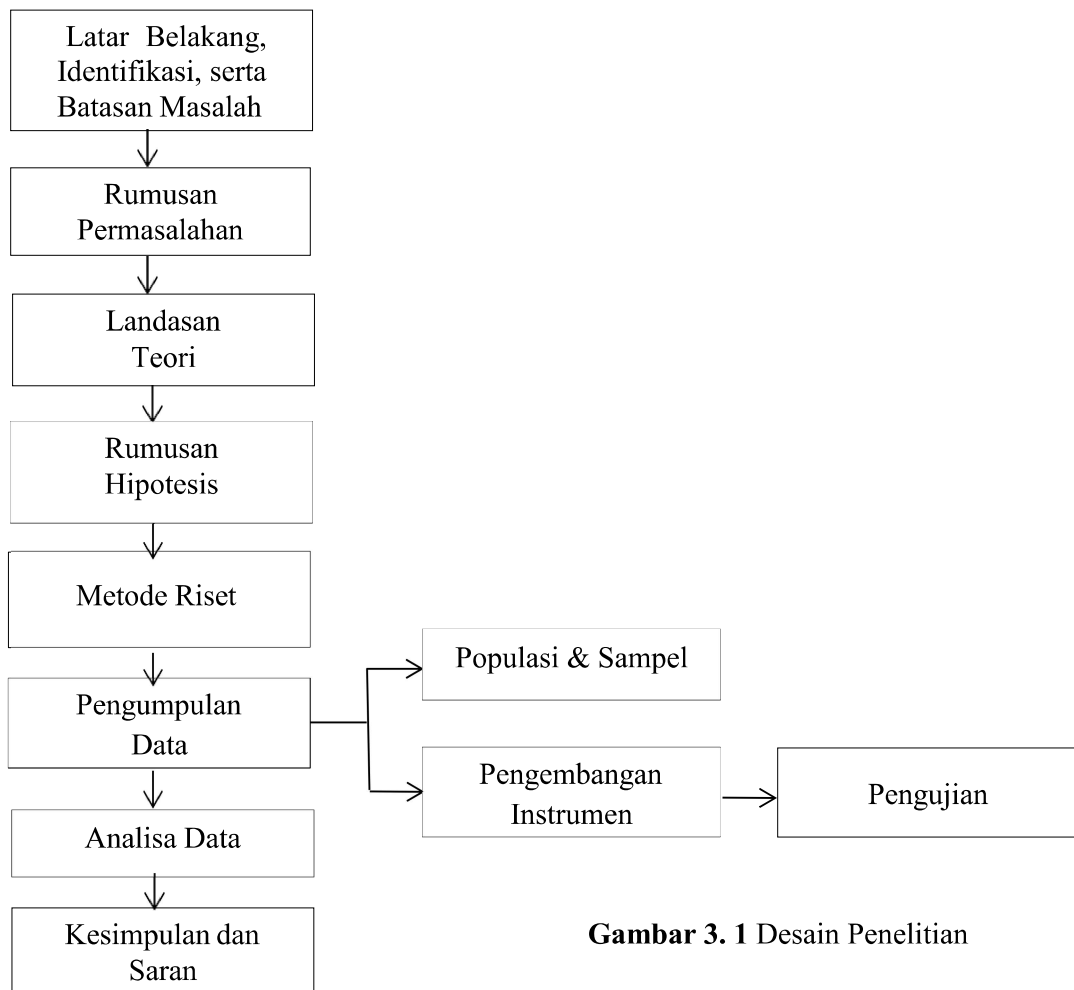 Latar Belakang,
Identifikasi, serta
Batasan Masalah
Rumusan
Permasalahan
Landasan
Teori
Rumusan
Hipotesis
Metode Riset
Pengumpulan
Data
Populasi & Sampel
Pengembangan
Instrumen
Pengujian
Analisa Data
Kesimpulan dan
Saran
Gambar 3. 1 Desain Penelitian